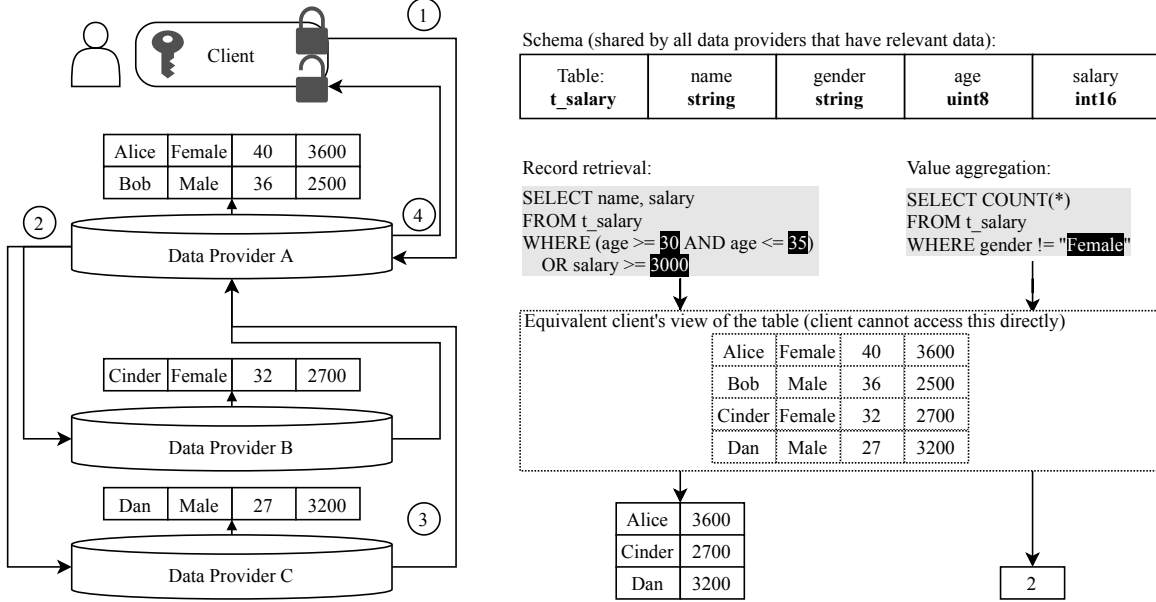 1
Client
Alice Female 40 3600
Bob Male 36 2500
2
4
Data Provider A
Cinder Female 32 2700
Data Provider B
Dan Male 27 3200
3
Data Provider C
Schema (shared by all data providers that have relevant data):
Table: name gender age salary
t_salary string string uint8 int16
Record retrieval:
SELECT name, salary
FROM t_salary
WHERE (age >= 30 AND age <= 35)
OR salary >= 3000
Value aggregation:
SELECT COUNT(*)
FROM t_salary
WHERE gender != "Female"
Equivalent client's view of the table (client cannot access this directly)
Alice Female 40 3600
Bob Male 36 2500
Cinder Female 32 2700
Dan Male 27 3200
Alice 3600
Cinder 2700
Dan 3200
2